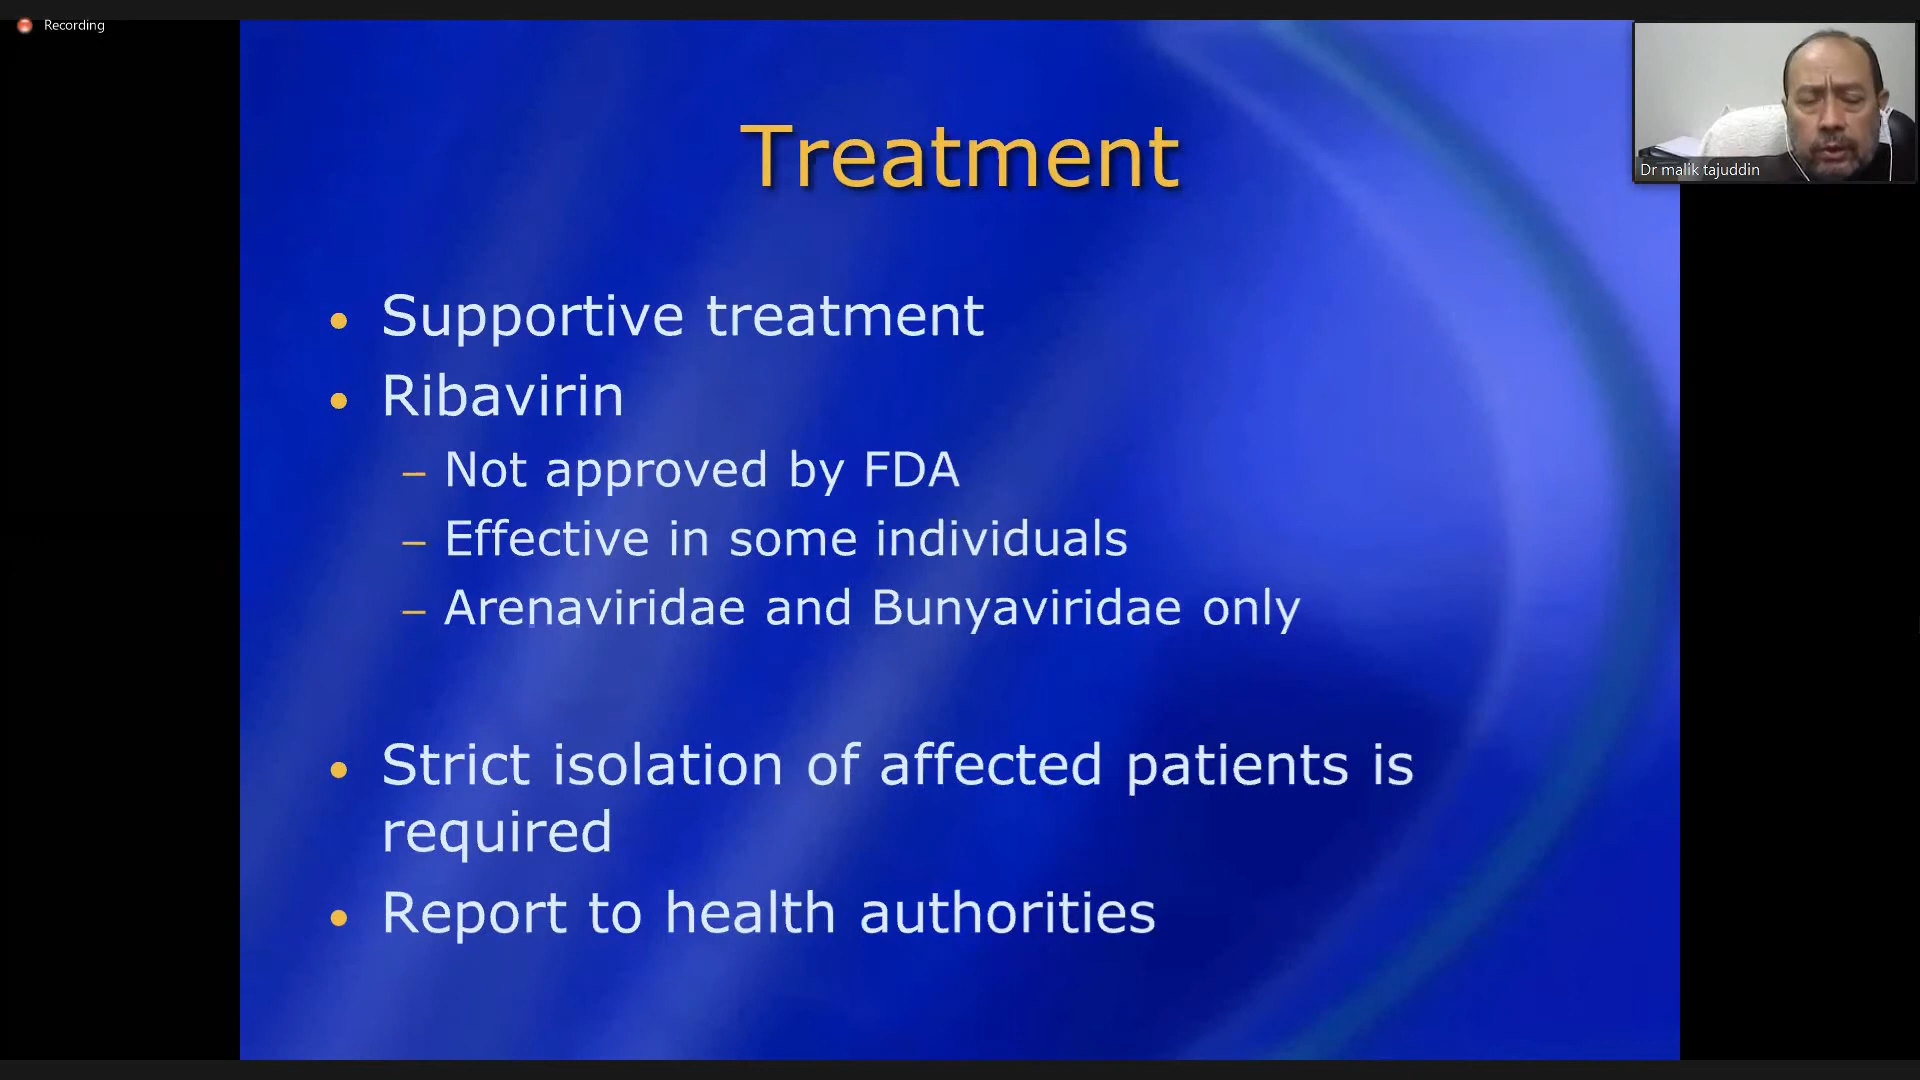 Recording
Treatment
Dr malik tajuddin
• Supportive treatment
• Ribavirin
– Not approved by FDA
– Effective in some individuals
– Arenaviridae and Bunyaviridae only
• Strict isolation of affected patients is
required
• Report to health authorities